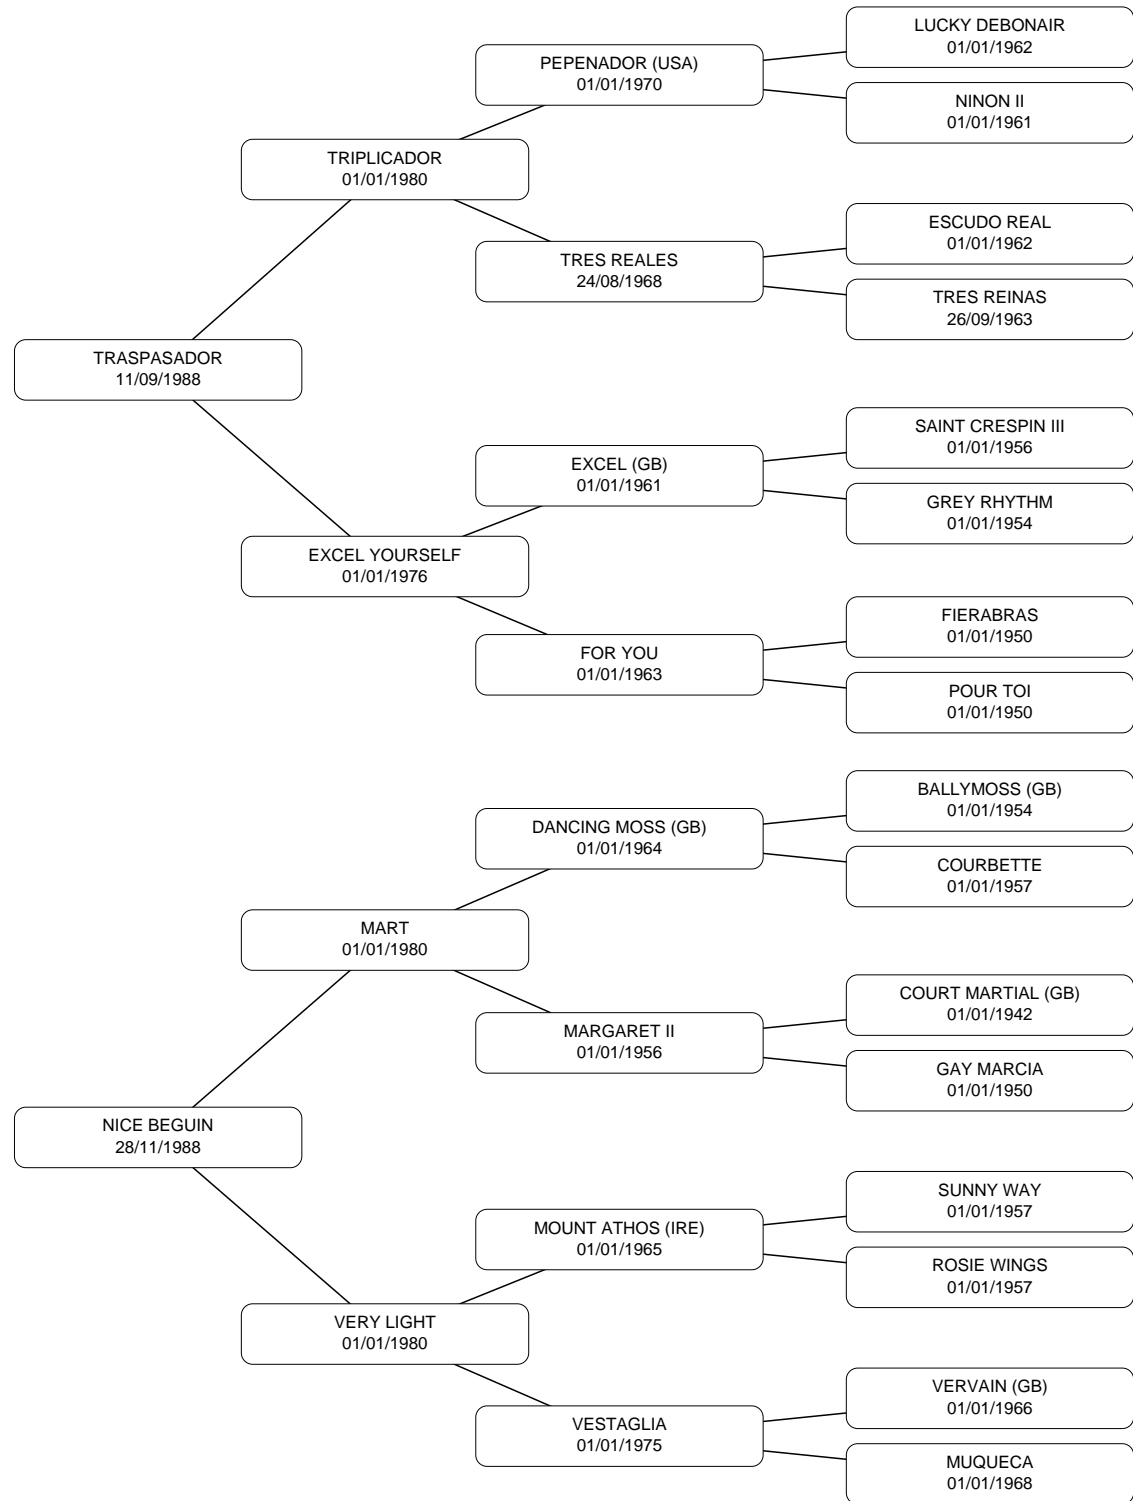 LUCKY DEBONAIR
01/01/1962
PEPENADOR (USA)
01/01/1970
NINON II
01/01/1961
TRIPLICADOR
01/01/1980
ESCUDO REAL
01/01/1962
TRES REALES
24/08/1968
TRES REINAS
26/09/1963
TRASPASADOR
11/09/1988
SAINT CRESPIN III
01/01/1956
EXCEL (GB)
01/01/1961
GREY RHYTHM
01/01/1954
EXCEL YOURSELF
01/01/1976
FIERABRAS
01/01/1950
FOR YOU
01/01/1963
POUR TOI
01/01/1950
BALLYMOSS (GB)
01/01/1954
DANCING MOSS (GB)
01/01/1964
COURBETTE
01/01/1957
MART
01/01/1980
COURT MARTIAL (GB)
01/01/1942
MARGARET II
01/01/1956
GAY MARCIA
01/01/1950
NICE BEGUIN
28/11/1988
SUNNY WAY
01/01/1957
MOUNT ATHOS (IRE)
01/01/1965
ROSIE WINGS
01/01/1957
VERY LIGHT
01/01/1980
VERVAIN (GB)
01/01/1966
VESTAGLIA
01/01/1975
MUQUECA
01/01/1968